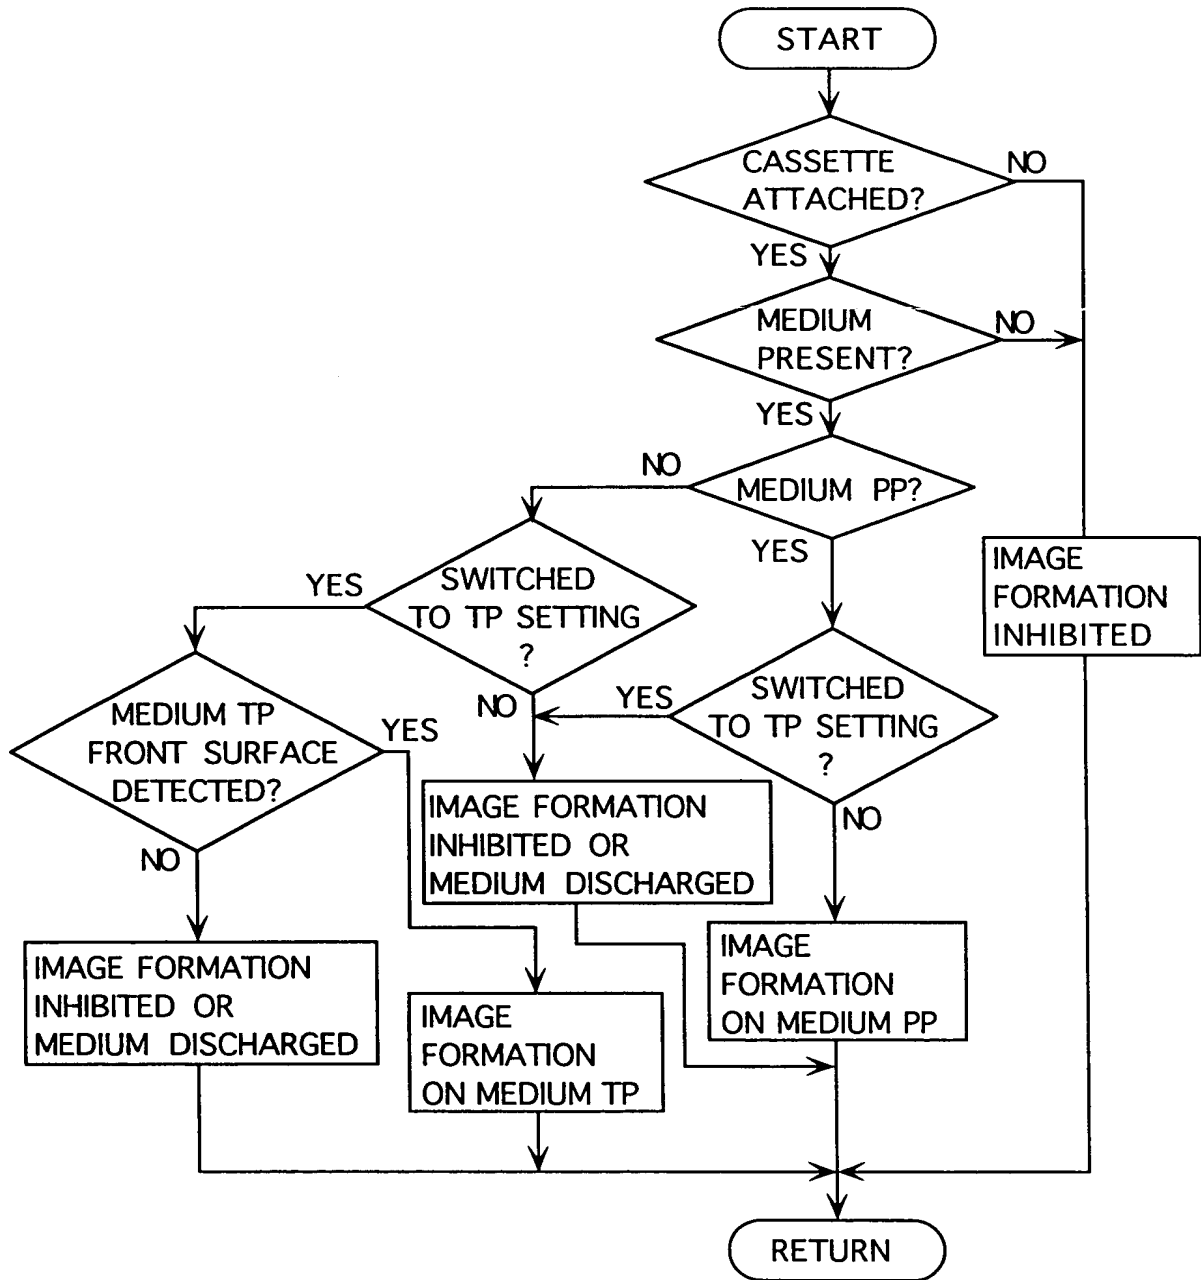 START
CASSETTE
ATTACHED?
NO
YES
MEDIUM
PRESENT?
NO
YES
NO
MEDIUM PP?
YES
IMAGE
FORMATION
INHIBITED
YES
SWITCHED
TO TP SETTING
?
NO
YES
SWITCHED
TO TP SETTING
?
NO
MEDIUM TP
FRONT SURFACE
DETECTED?
YES
NO
IMAGE FORMATION
INHIBITED OR
MEDIUM DISCHARGED
IMAGE FORMATION
INHIBITED OR
MEDIUM DISCHARGED
IMAGE
FORMATION
ON MEDIUM TP
IMAGE
FORMATION
ON MEDIUM PP
RETURN